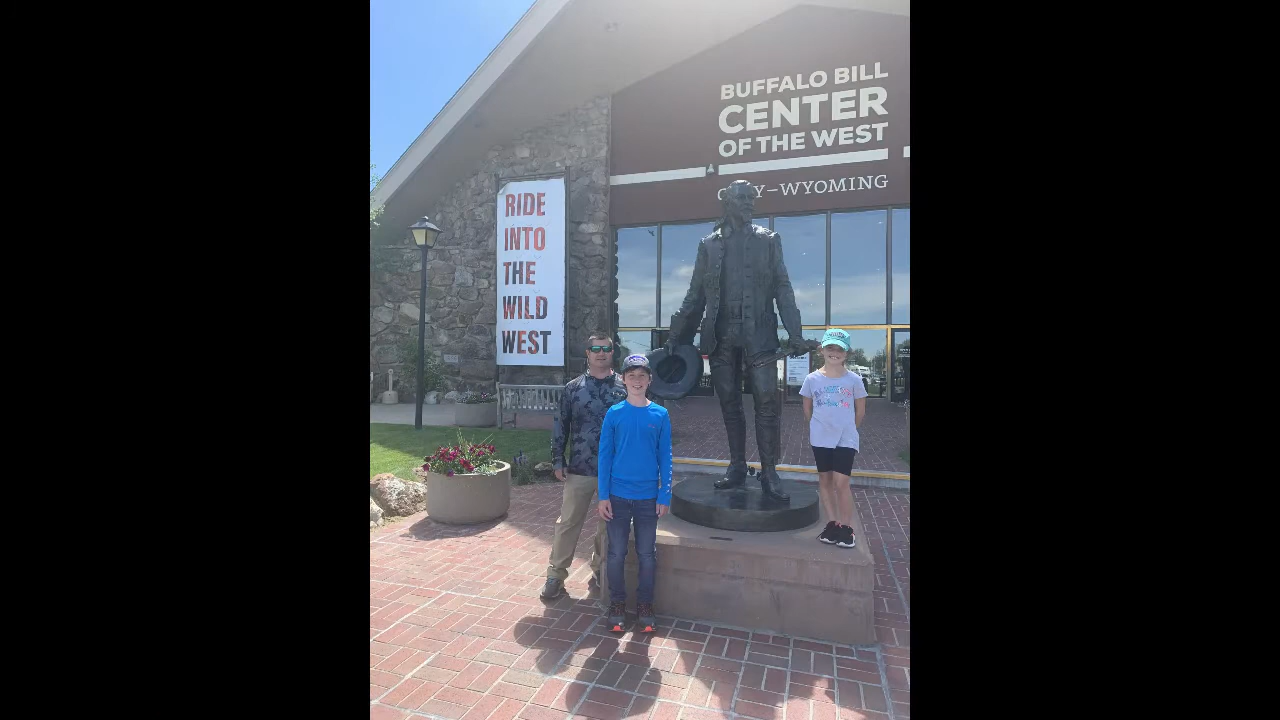 BUFFALO BILL
CENTER
OF THE WEST
WYOMING
RIDE
INTO
THE
WILD
WEST